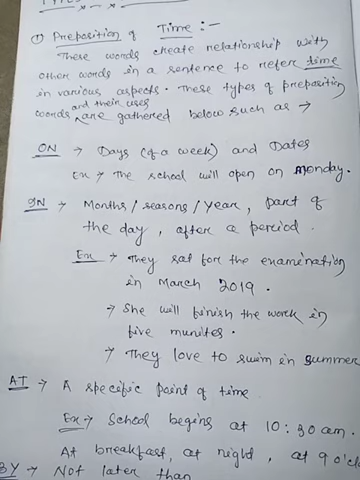 ① Preposition of Time :-
These words create relationship with
other words in a sentence to refer time
in various aspects. These types of preposition
and their uses
words are gathered below such as →
ON → Days (of a week) and Dates
Ex → The school will open on Monday.
IN → Months / seasons / Year, part of
the day, after a period.
Ex → They sat for the examination
in March 2019.
→ She will finish the work in
five munites.
→ They love to swim in summer
AT → A specific point of time
Ex → School begins at 10:30 am.
At breakfast, at night, at 9 o'cl
BY → Not later than